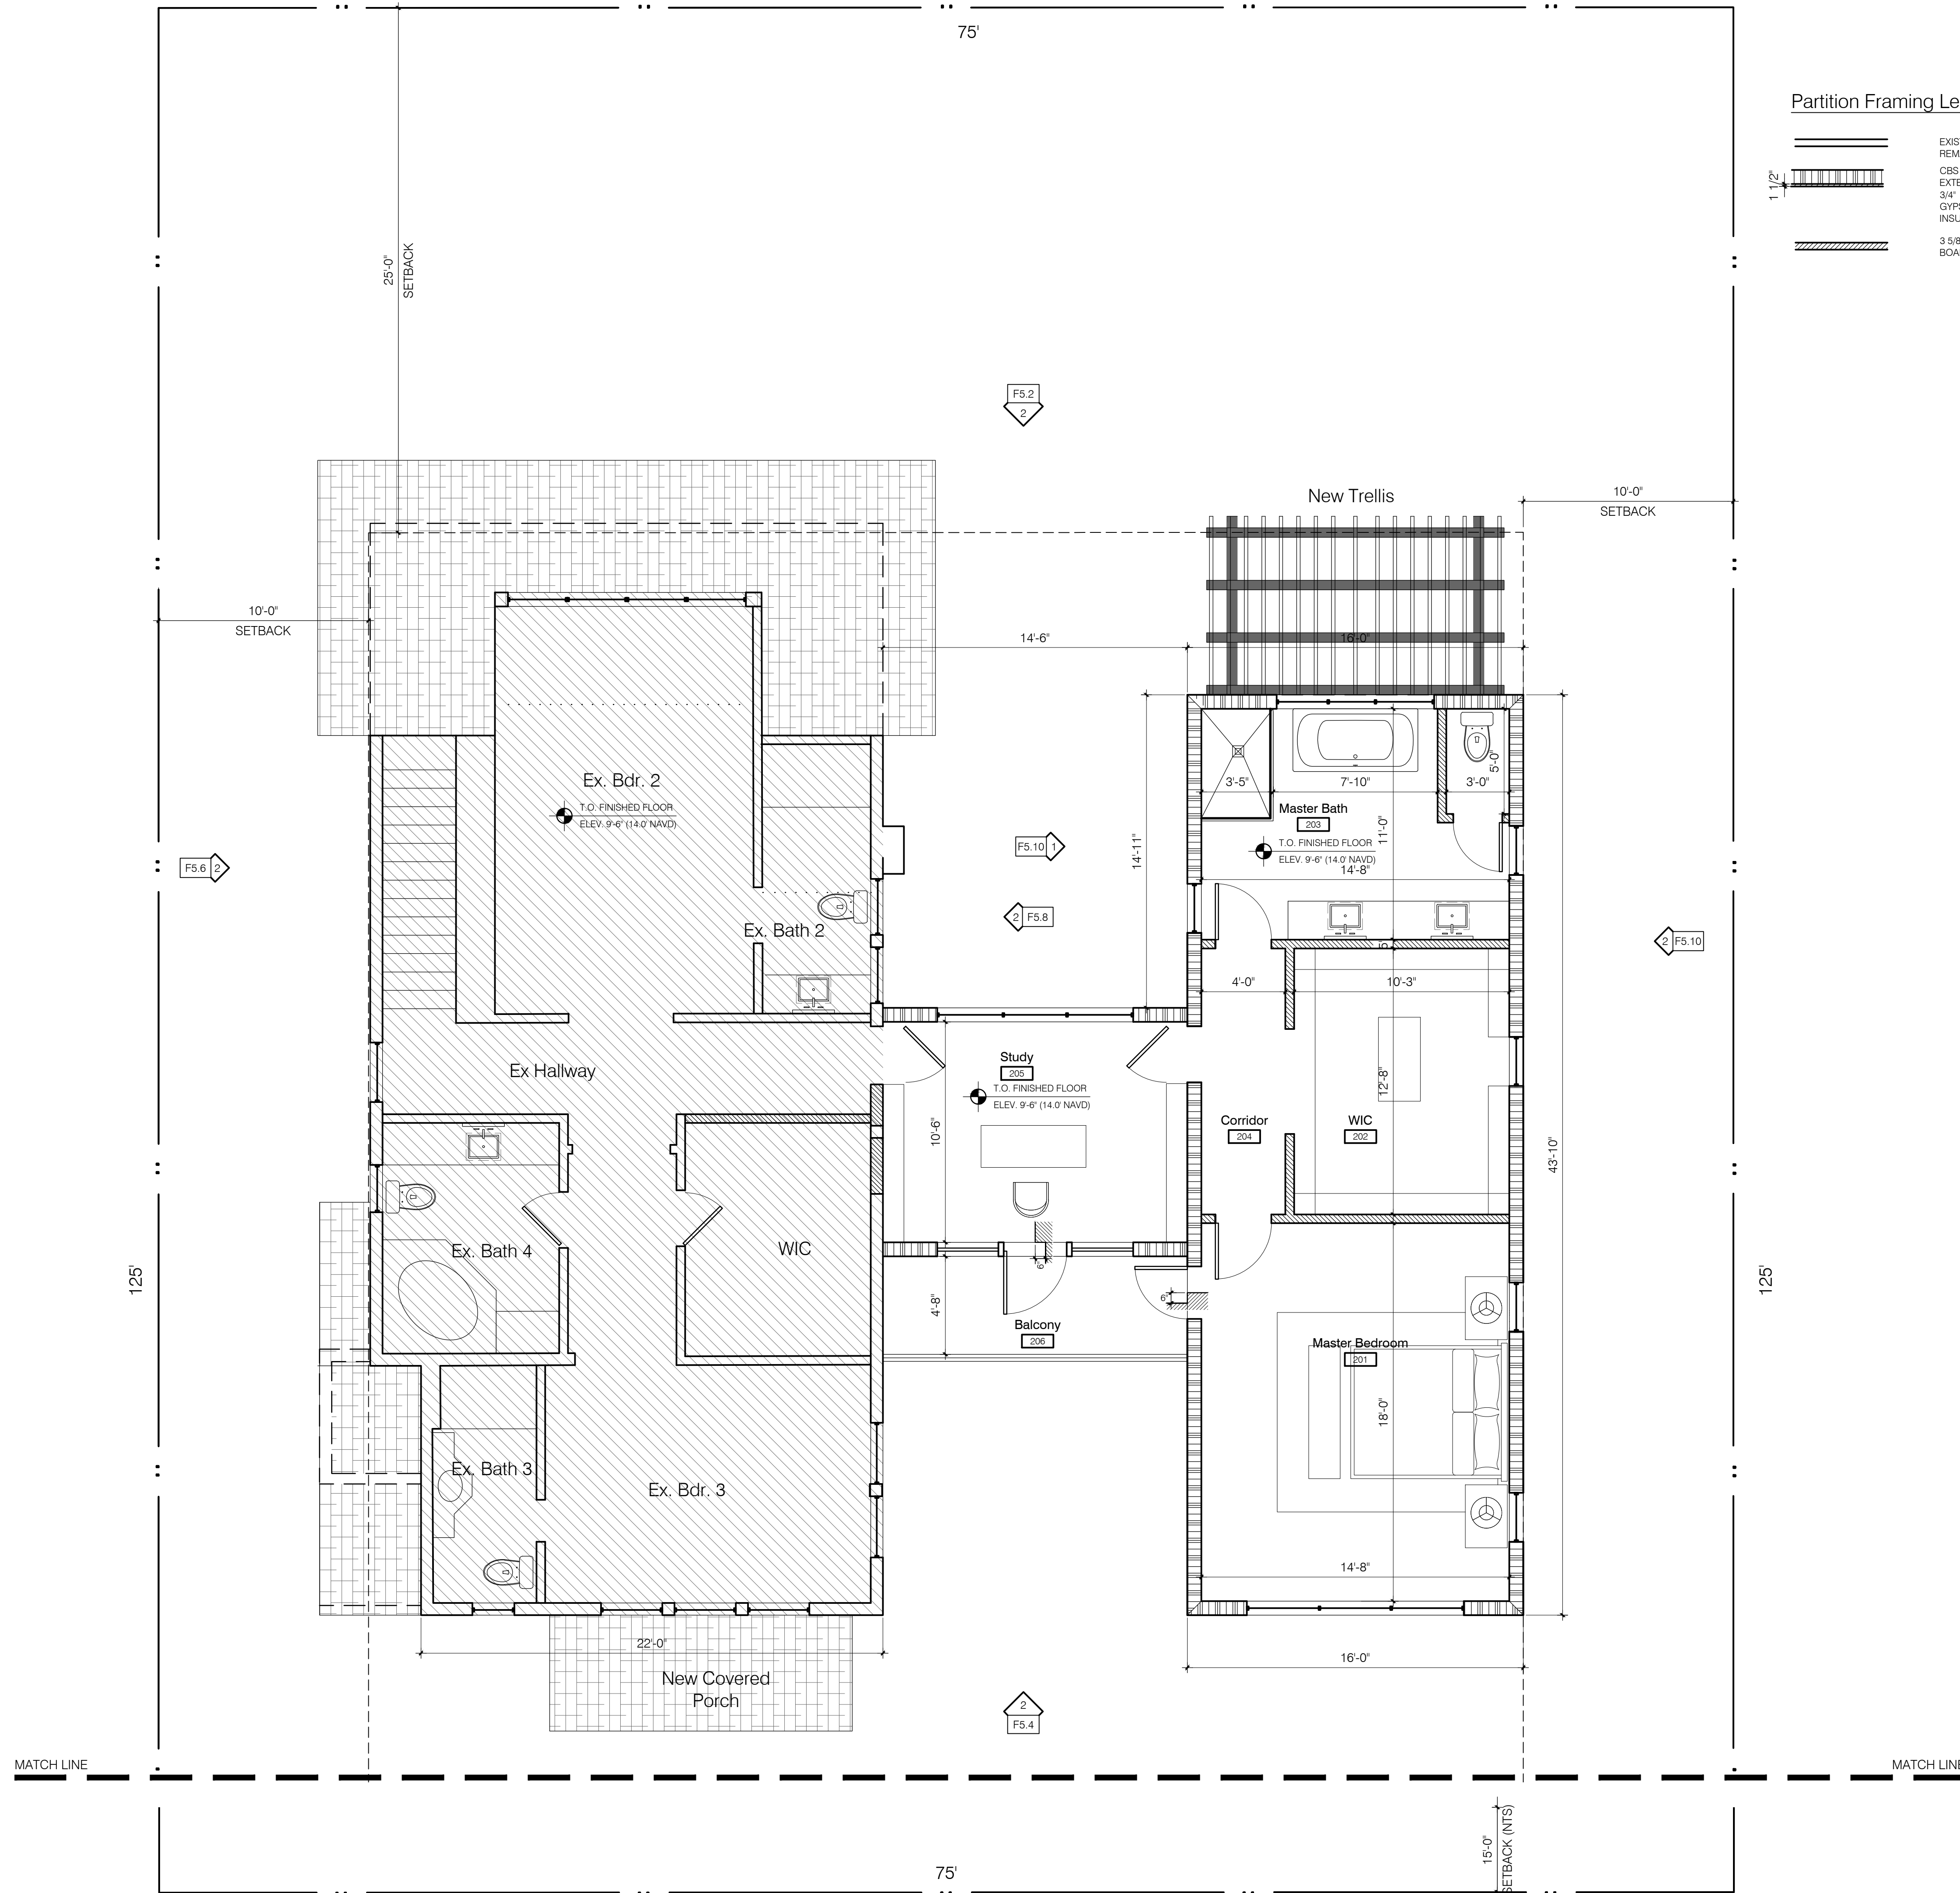 75'
Partition Framing Le
EXIS
REM
1 1/2"
CBS
EXTE
3/4"
GYPS
INSU
3 5/8
BOA
25'-0"
SETBACK
F5.2
2
New Trellis
10'-0"
SETBACK
10'-0"
SETBACK
14'-6"
16'-0"
Ex. Bdr. 2
T.O. FINISHED FLOOR
ELEV. 9'-6" (14.0' NAVD)
3'-5"
7'-10"
3'-0"
5'-0"
Master Bath
203
T.O. FINISHED FLOOR
ELEV. 9'-6" (14.0' NAVD)
11'-0"
14'-8"
14'-11"
F5.10 1
F5.6 2
2 F5.8
2 F5.10
Ex. Bath 2
5"
4'-0"
10'-3"
Ex Hallway
Study
205
T.O. FINISHED FLOOR
ELEV. 9'-6" (14.0' NAVD)
10'-6"
12'-8"
Corridor
204
WIC
202
43'-10"
Ex. Bath 4
WIC
6"
6"
4'-8"
Balcony
206
125'
125'
Master Bedroom
201
18'-0"
Ex. Bath 3
Ex. Bdr. 3
14'-8"
22'-0"
16'-0"
New Covered
Porch
2
F5.4
MATCH LINE
MATCH LINE
15'-0"
SETBACK (NTS)
75'